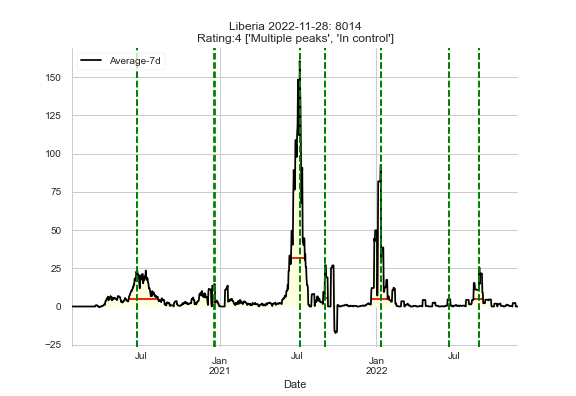 Liberia 2022-11-28: 8014
Rating:4 ['Multiple peaks', 'In control']
Average-7d
150
125
100
75
50
25
0
−25
Jul
Jan
2021
Jul
Jan
2022
Jul
Date